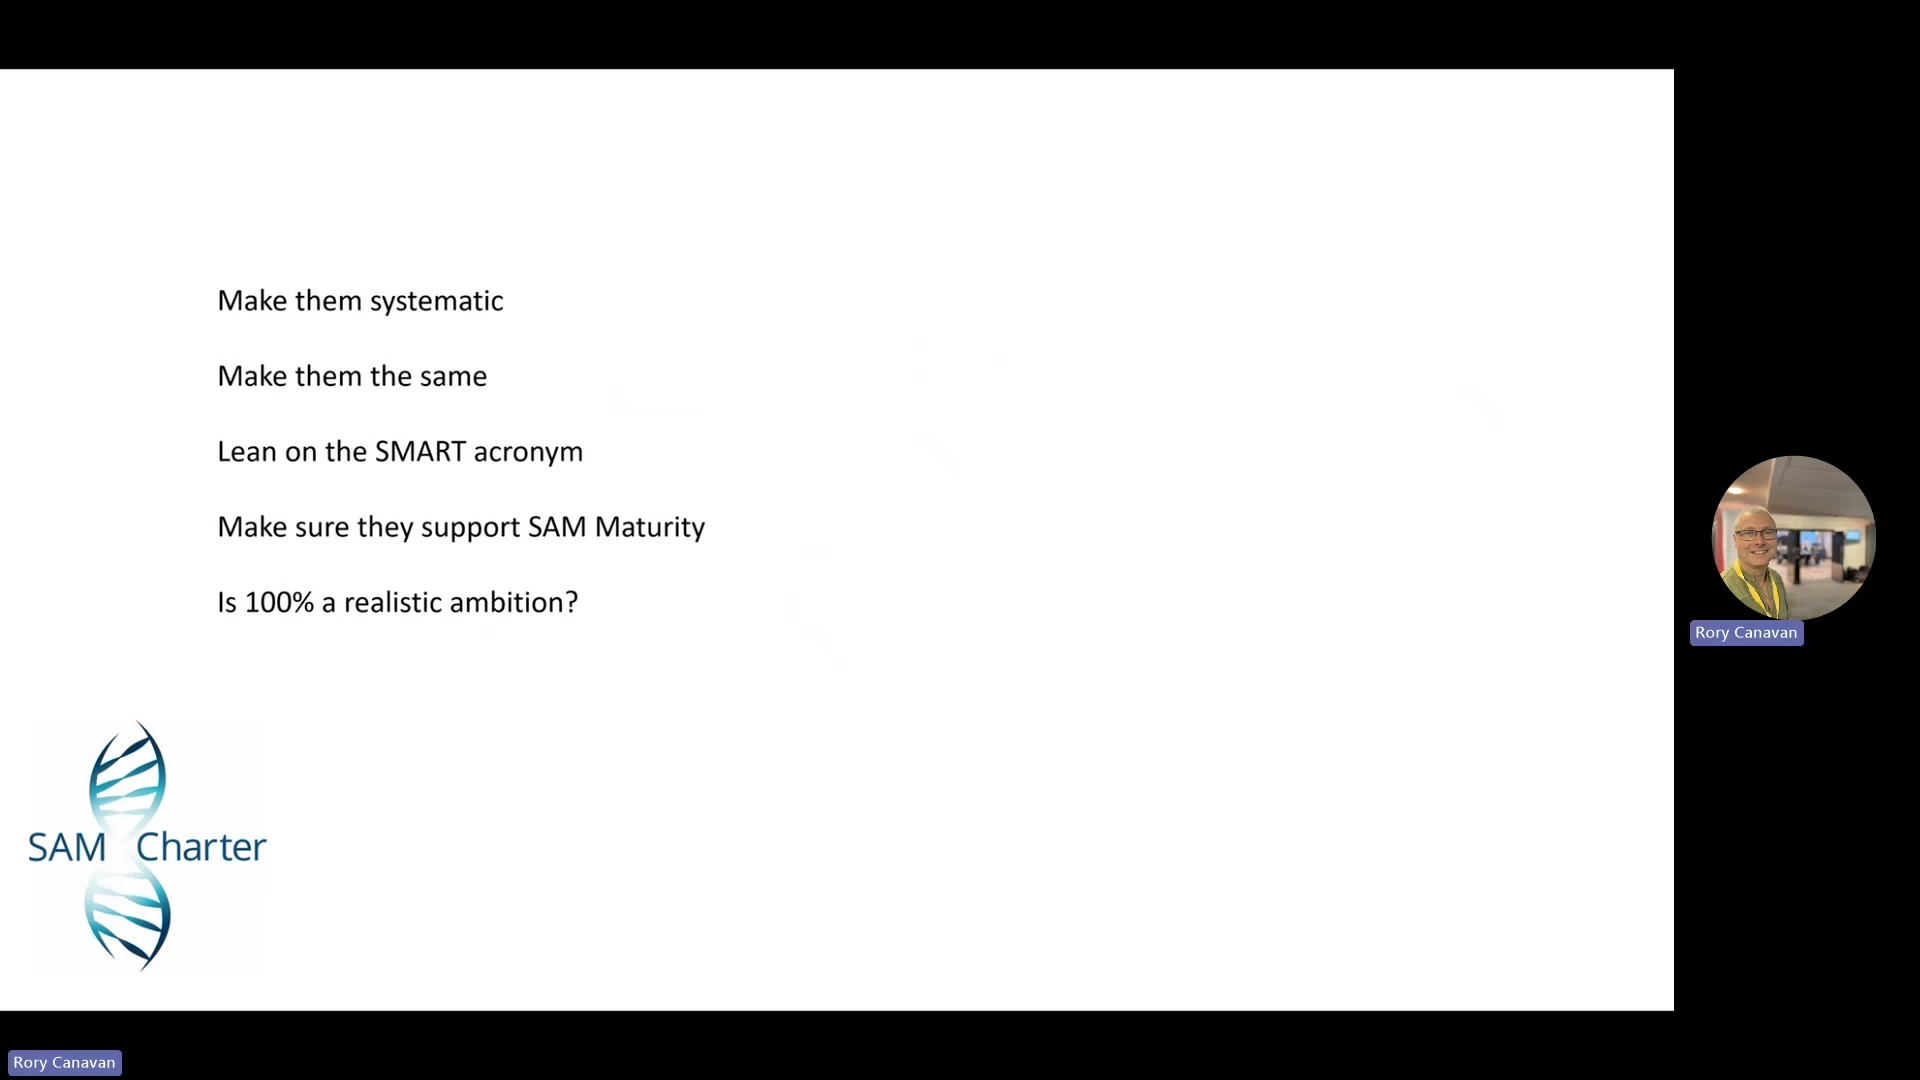 Make them systematic
Make them the same
Lean on the SMART acronym
Make sure they support SAM Maturity
Is 100% a realistic ambition?
SAM Charter
Rory Canavan
Rory Canavan